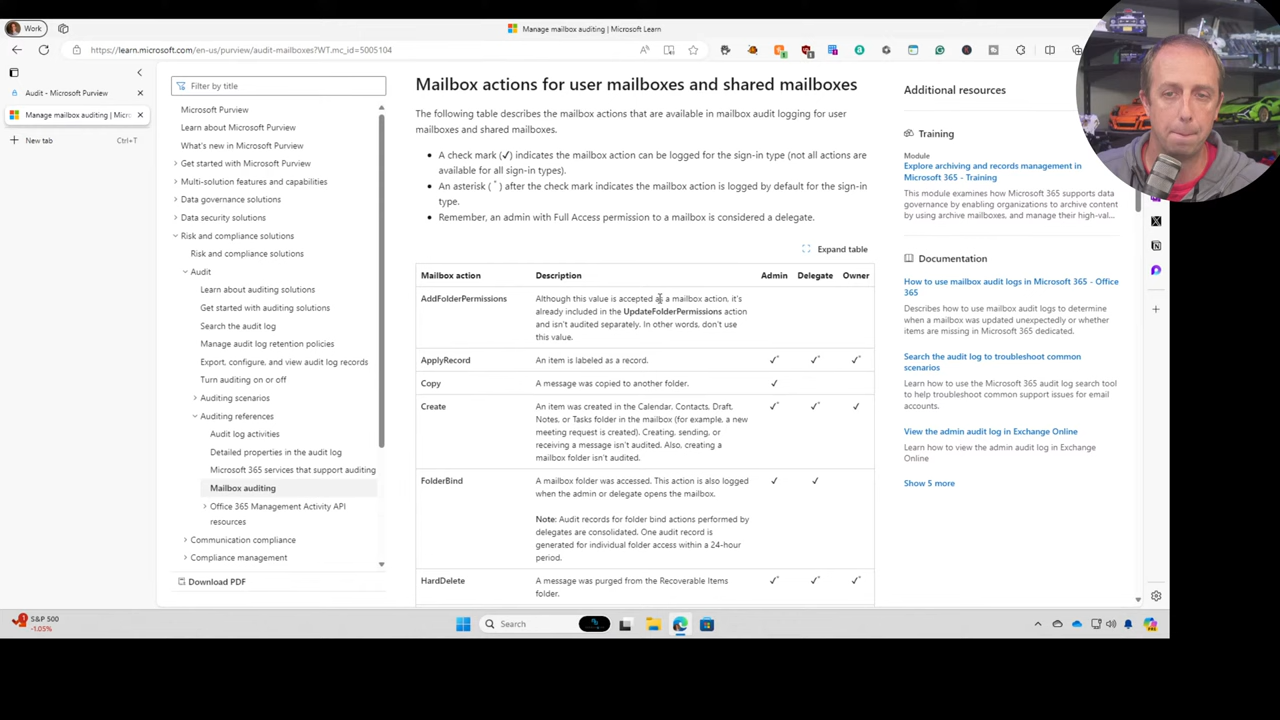 Work
Manage mailbox auditing | Microsoft Learn
https://learn.microsoft.com/en-us/purview/audit-mailboxes?WT.mc_id=5005104
Audit - Microsoft Purview
Manage mailbox auditing | Micr
New tab
Ctrl+T
Filter by title
Microsoft Purview
Learn about Microsoft Purview
What's new in Microsoft Purview
Get started with Microsoft Purview
Multi-solution features and capabilities
Data governance solutions
Data security solutions
Risk and compliance solutions
Risk and compliance solutions
Audit
Learn about auditing solutions
Get started with auditing solutions
Search the audit log
Manage audit log retention policies
Export, configure, and view audit log records
Turn auditing on or off
Auditing scenarios
Auditing references
Audit log activities
Detailed properties in the audit log
Microsoft 365 services that support auditing
Mailbox auditing
Office 365 Management Activity API
resources
Communication compliance
Compliance management
Download PDF
Mailbox actions for user mailboxes and shared mailboxes
The following table describes the mailbox actions that are available in mailbox audit logging for user
mailboxes and shared mailboxes.
• A check mark (✓) indicates the mailbox action can be logged for the sign-in type (not all actions are
available for all sign-in types).
• An asterisk ( * ) after the check mark indicates the mailbox action is logged by default for the sign-in
type.
• Remember, an admin with Full Access permission to a mailbox is considered a delegate.
Expand table
Mailbox action Description Admin Delegate Owner
AddFolderPermissions Although this value is accepted as a mailbox action, it's
already included in the UpdateFolderPermissions action
and isn't audited separately. In other words, don't use
this value.
ApplyRecord An item is labeled as a record. ✓* ✓* ✓*
Copy A message was copied to another folder. ✓
Create An item was created in the Calendar, Contacts, Draft, ✓* ✓* ✓
Notes, or Tasks folder in the mailbox (for example, a new
meeting request is created). Creating, sending, or
receiving a message isn't audited. Also, creating a
mailbox folder isn't audited.
FolderBind A mailbox folder was accessed. This action is also logged ✓ ✓
when the admin or delegate opens the mailbox.
Note: Audit records for folder bind actions performed by
delegates are consolidated. One audit record is
generated for individual folder access within a 24-hour
period.
HardDelete A message was purged from the Recoverable Items ✓* ✓* ✓*
folder.
Additional resources
Training
Module
Explore archiving and records management in
Microsoft 365 - Training
This module examines how Microsoft 365 supports data
governance by enabling organizations to archive content
by using archive mailboxes, and manage their high-val...
Documentation
How to use mailbox audit logs in Microsoft 365 - Office
365
Describes how to use mailbox audit logs to determine
when a mailbox was updated unexpectedly or whether
items are missing in Microsoft 365 dedicated.
Search the audit log to troubleshoot common
scenarios
Learn how to use the Microsoft 365 audit log search tool
to help troubleshoot common support issues for email
accounts.
View the admin audit log in Exchange Online
Learn how to view the admin audit log in Exchange
Online
Show 5 more
S&P 500
-1.05%
Search